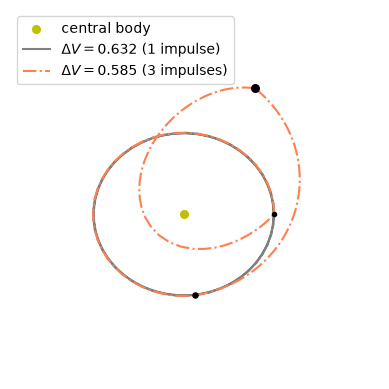 central body
ΔV = 0.632 (1 impulse)
ΔV = 0.585 (3 impulses)